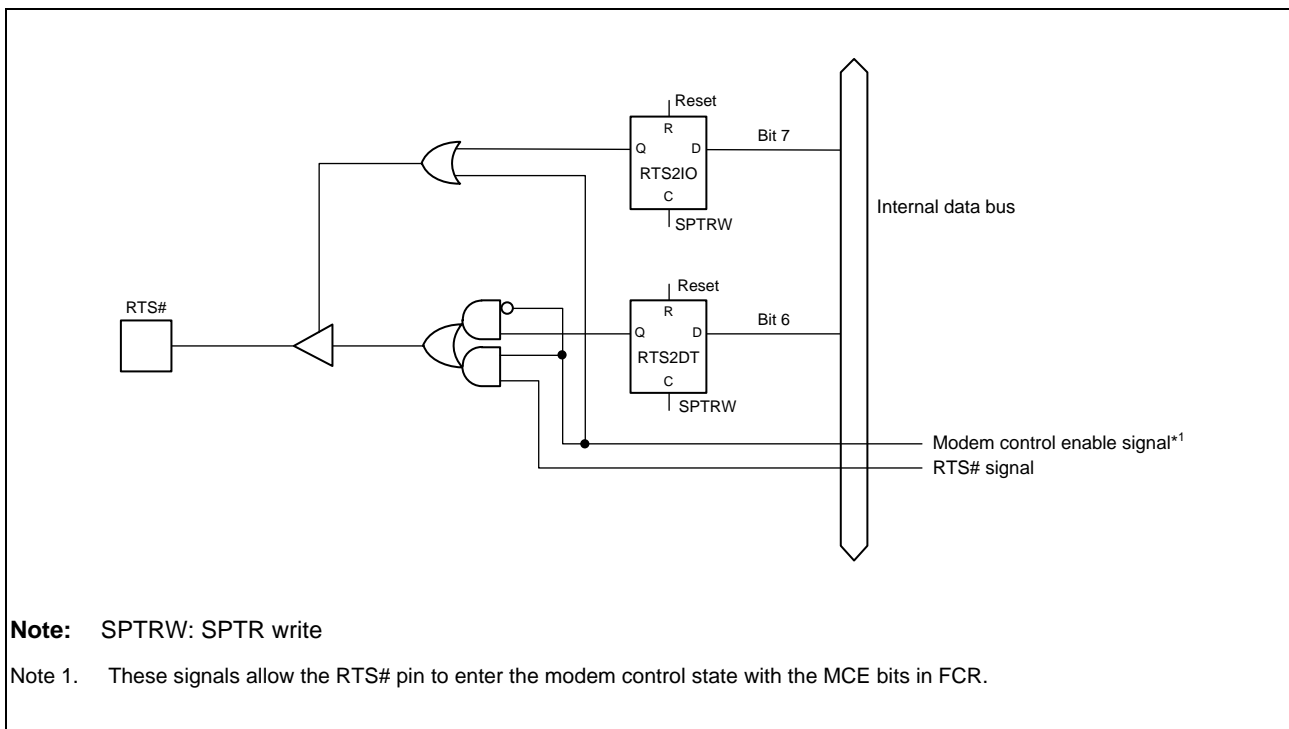 Reset
R
Bit 7
Q D
RTS2IO
C
SPTRW
Internal data bus
Reset
R
RTS#
Bit 6
Q D
RTS2DT
C
SPTRW
Modem control enable signal*1
RTS# signal
Note: SPTRW: SPTR write
Note 1. These signals allow the RTS# pin to enter the modem control state with the MCE bits in FCR.